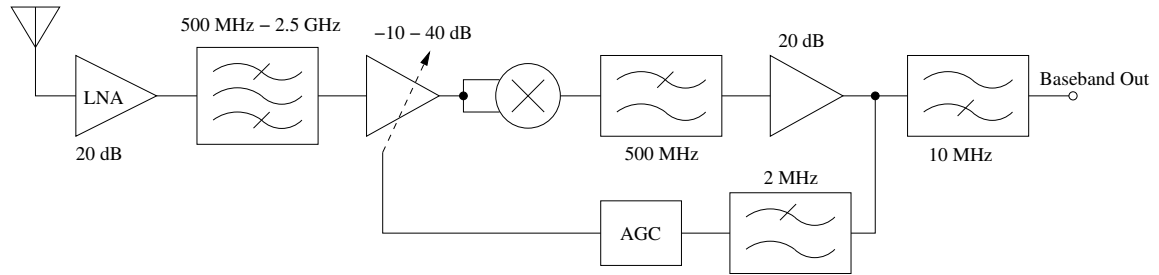 500 MHz − 2.5 GHz
−10 − 40 dB
20 dB
LNA
Baseband Out
20 dB
500 MHz
10 MHz
2 MHz
AGC